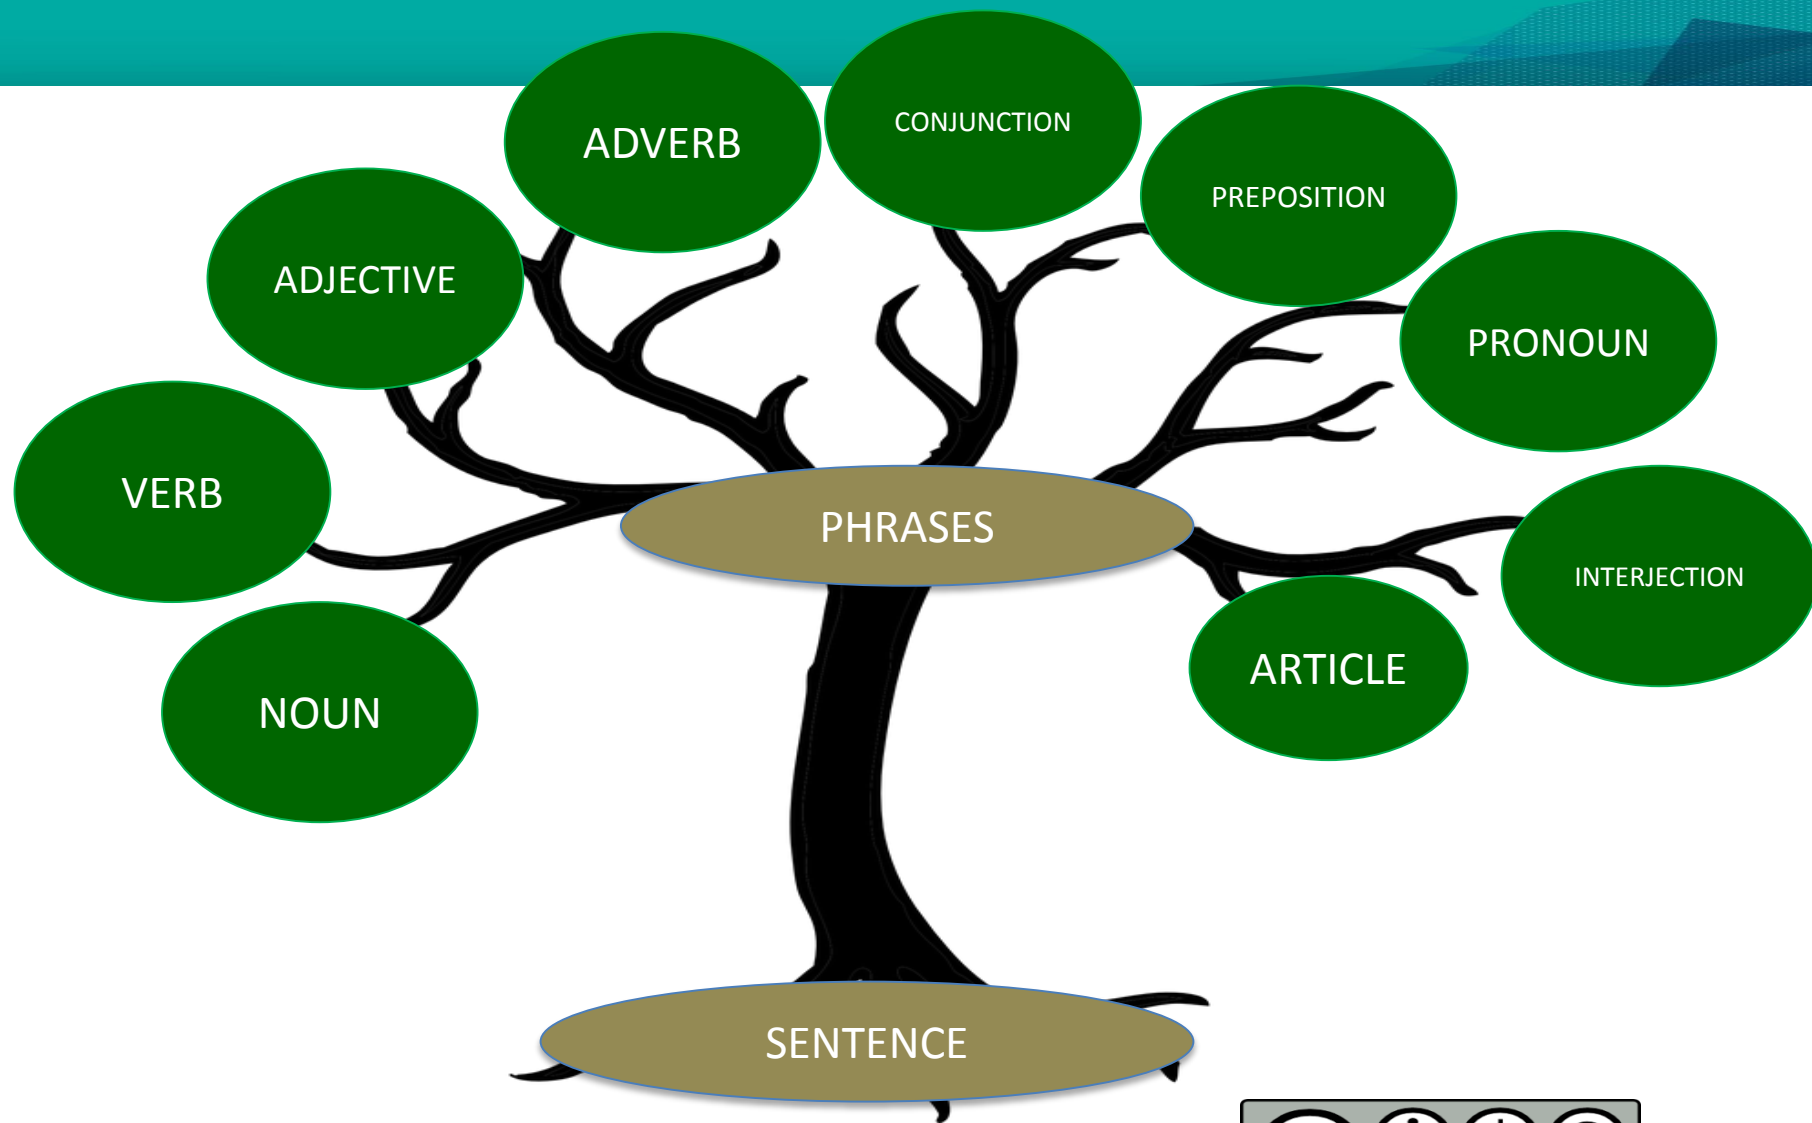 CONJUNCTION
ADVERB
PREPOSITION
ADJECTIVE
PRONOUN
VERB
PHRASES
INTERJECTION
ARTICLE
NOUN
SENTENCE